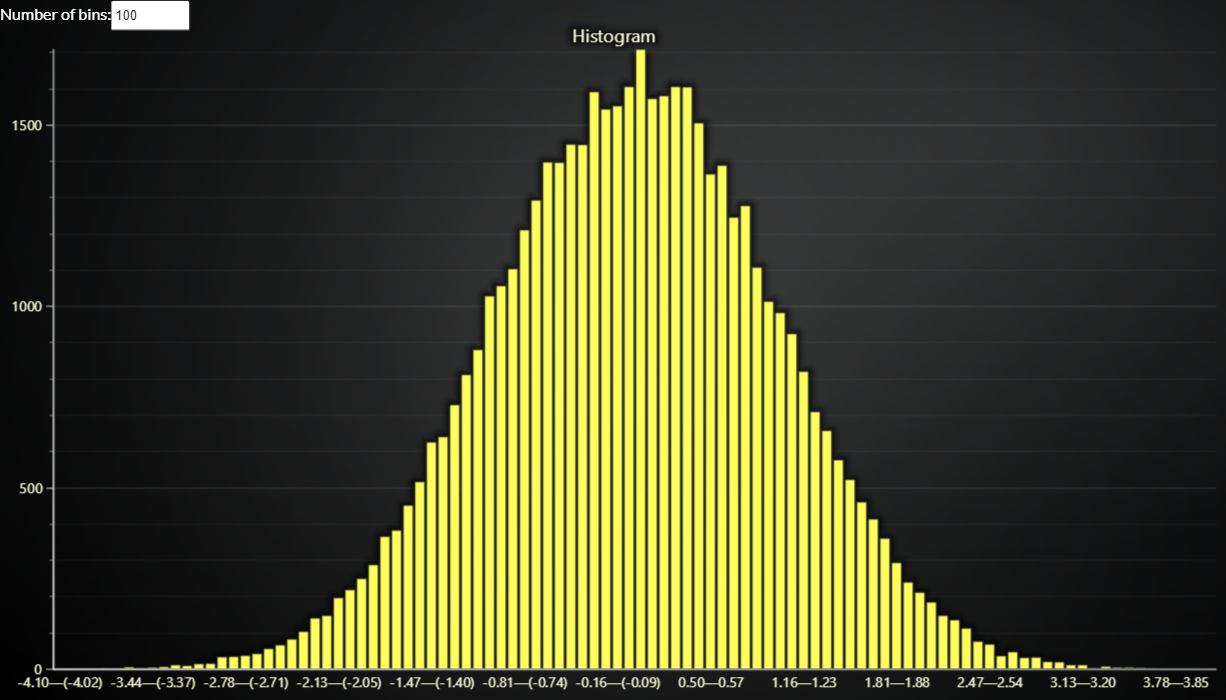 Number of bins: 100
Histogram
1500
1000
500
0
-4.10—(-4.02) -3.44—(-3.37) -2.78—(-2.71) -2.13—(-2.05) -1.47—(-1.40) -0.81—(-0.74) -0.16—(-0.09) 0.50—0.57 1.16—1.23 1.81—1.88 2.47—2.54 3.13—3.20 3.78—3.85